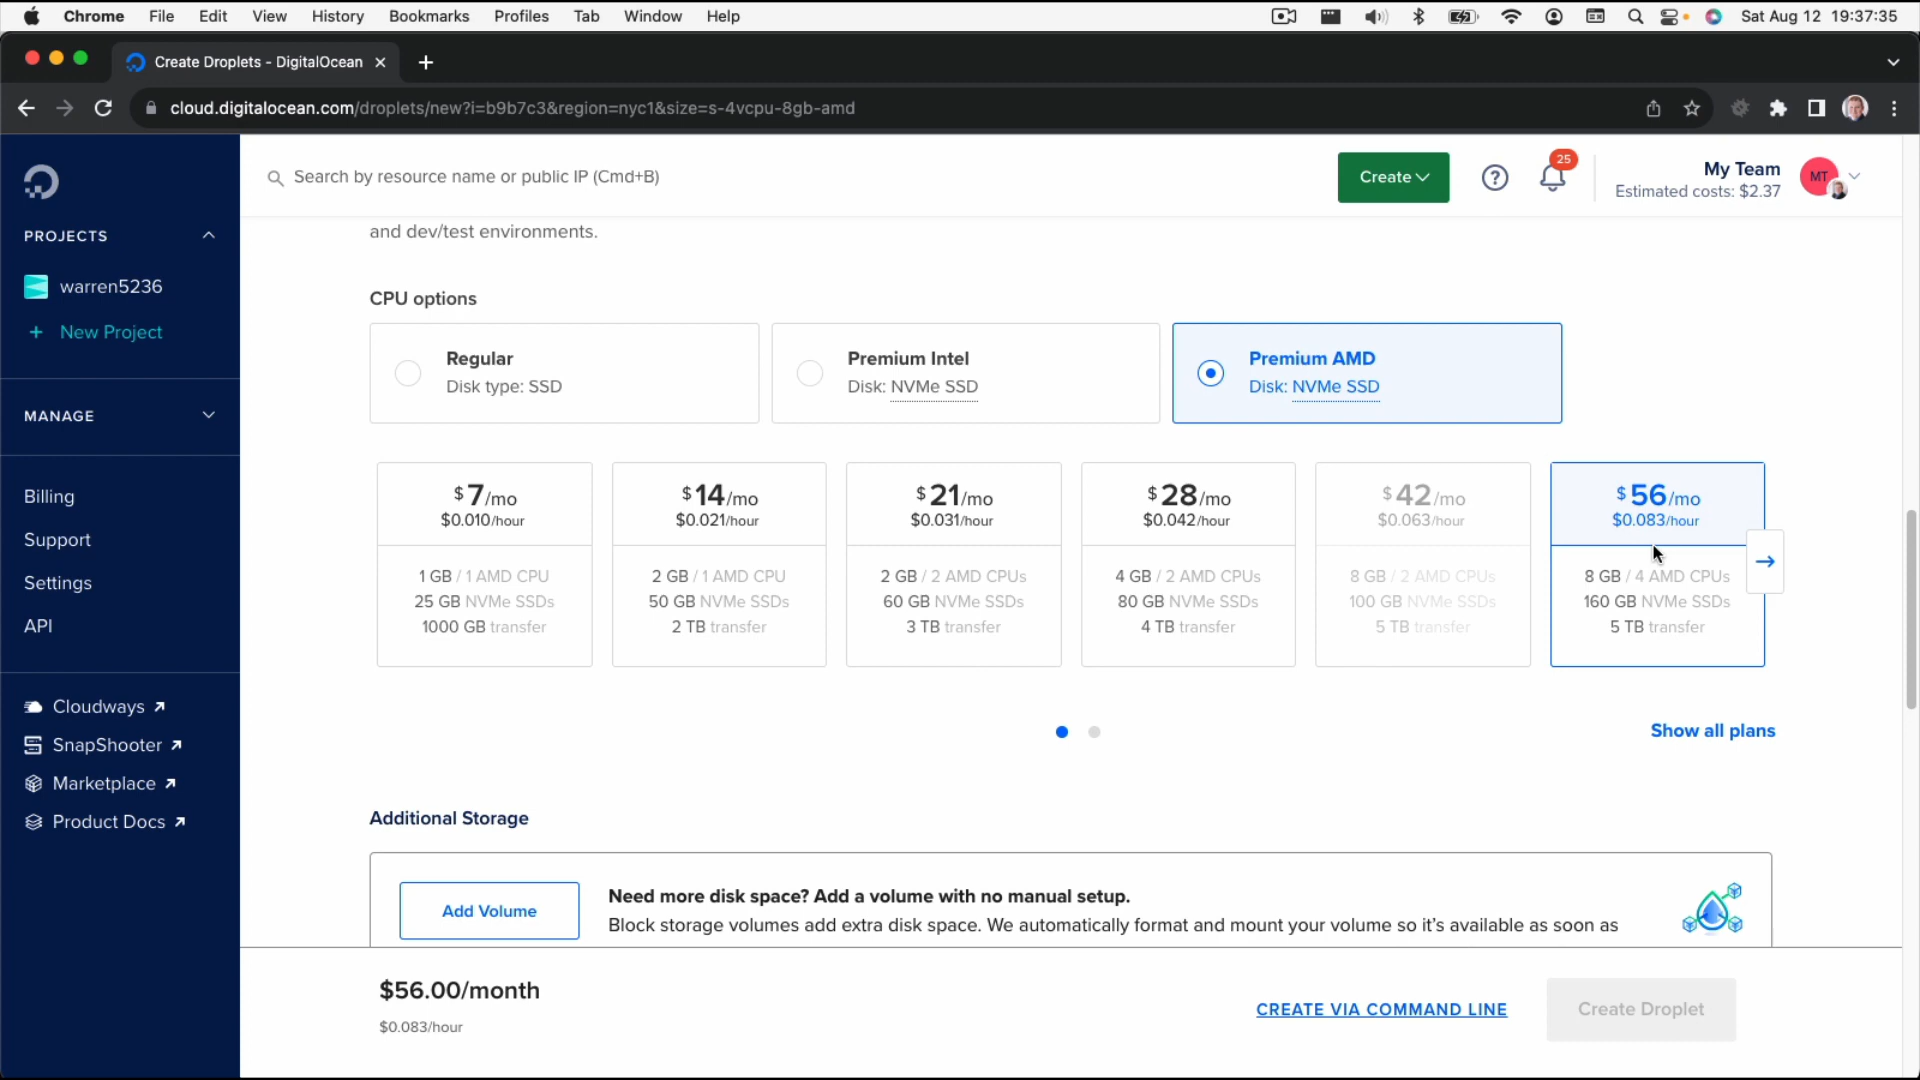 Chrome File Edit View History Bookmarks Profiles Tab Window Help Sat Aug 12 19:37:35
Create Droplets - DigitalOcean
cloud.digitalocean.com/droplets/new?i=b9b7c3&region=nyc1&size=s-4vcpu-8gb-amd
Search by resource name or public IP (Cmd+B)
Create
25
My Team
Estimated costs: $2.37
MT
PROJECTS
warren5236
+ New Project
MANAGE
Billing
Support
Settings
API
Cloudways
SnapShooter
Marketplace
Product Docs
and dev/test environments.
CPU options
Regular
Disk type: SSD
Premium Intel
Disk: NVMe SSD
Premium AMD
Disk: NVMe SSD
$7/mo
$0.010/hour
1 GB / 1 AMD CPU
25 GB NVMe SSDs
1000 GB transfer
$14/mo
$0.021/hour
2 GB / 1 AMD CPU
50 GB NVMe SSDs
2 TB transfer
$21/mo
$0.031/hour
2 GB / 2 AMD CPUs
60 GB NVMe SSDs
3 TB transfer
$28/mo
$0.042/hour
4 GB / 2 AMD CPUs
80 GB NVMe SSDs
4 TB transfer
$42/mo
$0.063/hour
8 GB / 2 AMD CPUs
100 GB NVMe SSDs
5 TB transfer
$56/mo
$0.083/hour
8 GB / 4 AMD CPUs
160 GB NVMe SSDs
5 TB transfer
Show all plans
Additional Storage
Add Volume
Need more disk space? Add a volume with no manual setup.
Block storage volumes add extra disk space. We automatically format and mount your volume so it's available as soon as
$56.00/month
$0.083/hour
CREATE VIA COMMAND LINE
Create Droplet